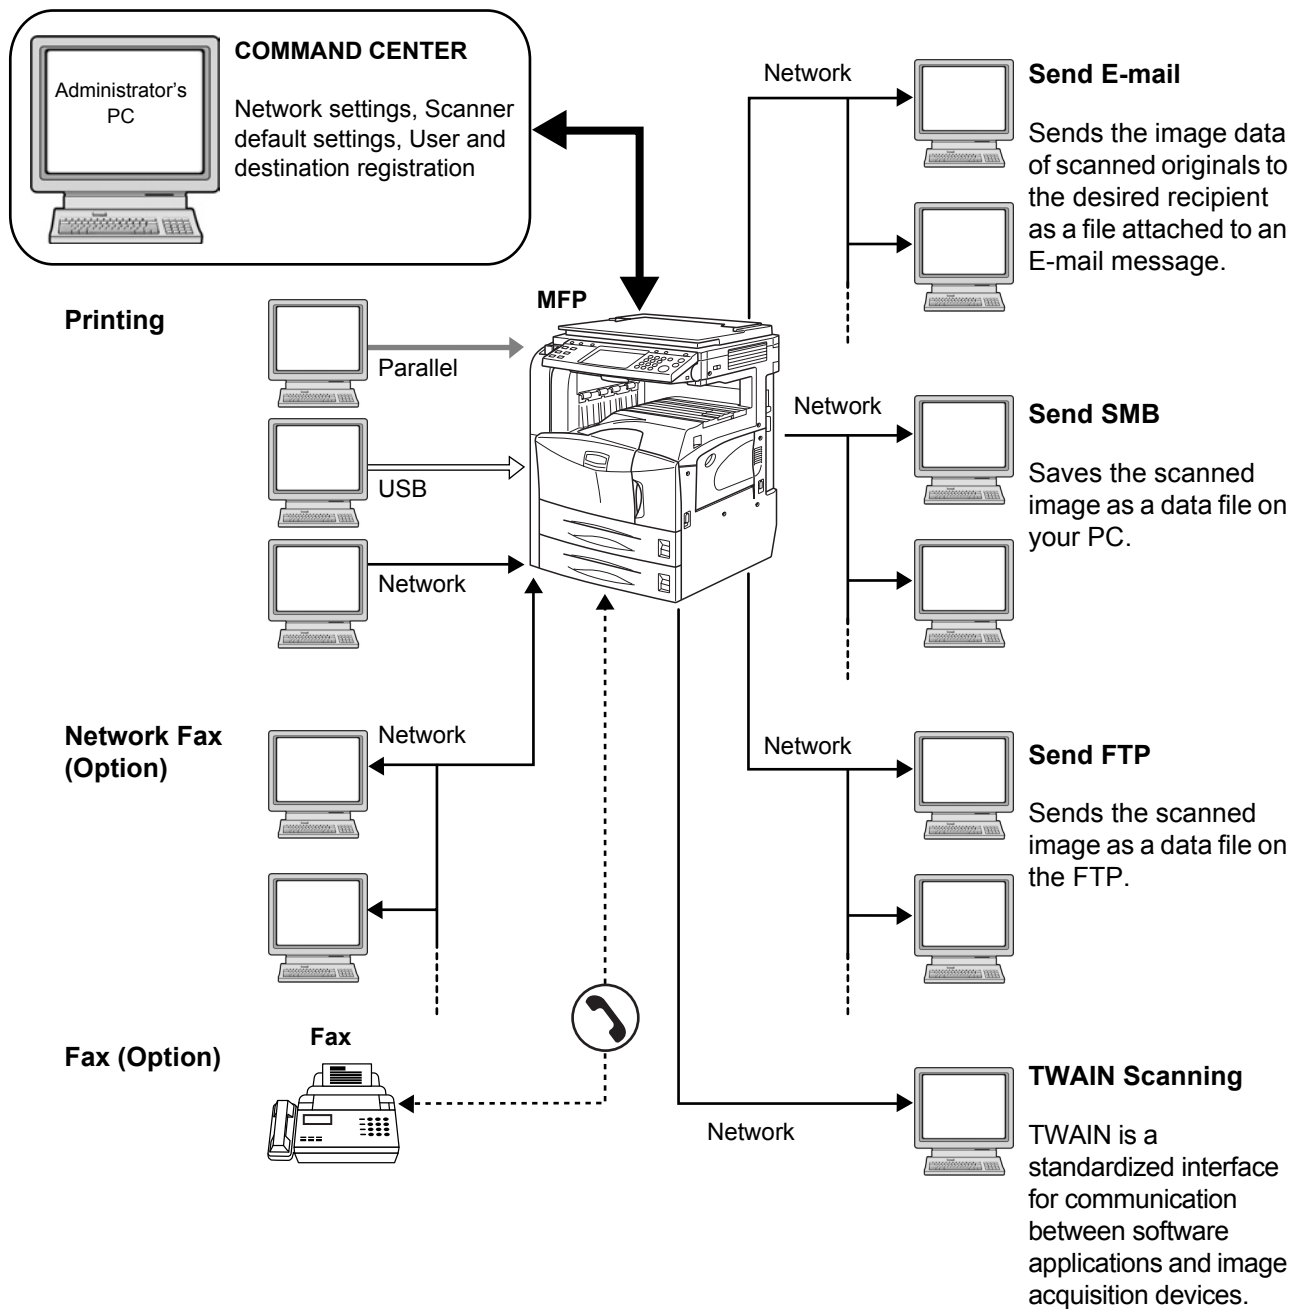 COMMAND CENTER
Administrator's
PC
Network settings, Scanner
default settings, User and
destination registration
Network
Send E-mail
Sends the image data
of scanned originals to
the desired recipient
as a file attached to an
E-mail message.
Printing
MFP
Parallel
USB
Network
Network
Send SMB
Saves the scanned
image as a data file on
your PC.
Network Fax
(Option)
Network
Network
Send FTP
Sends the scanned
image as a data file on
the FTP.
Fax (Option)
Fax
Network
TWAIN Scanning
TWAIN is a
standardized interface
for communication
between software
applications and image
acquisition devices.